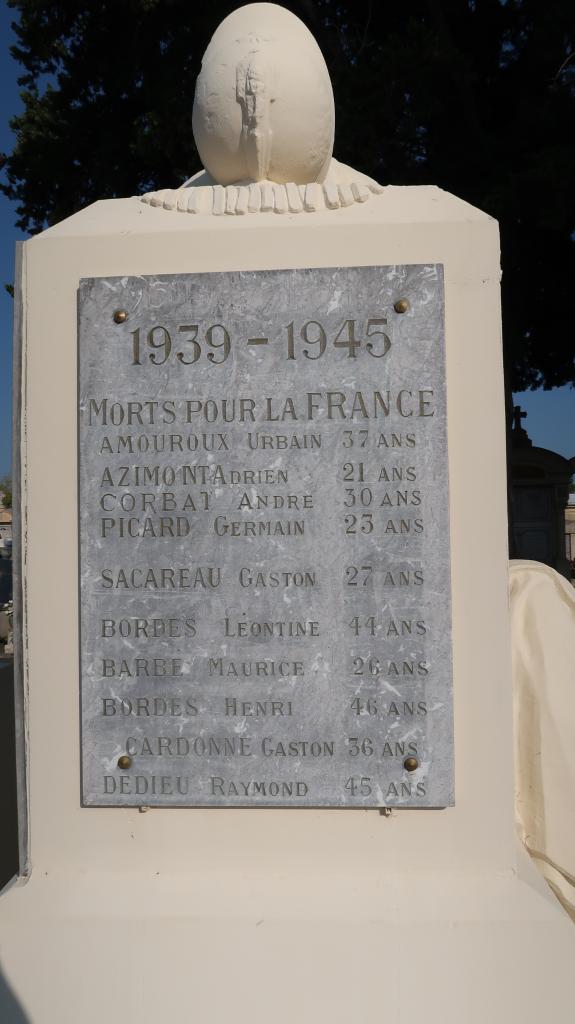 1939 - 1945
MORTS POUR LA FRANCE
AMOUROUX URBAIN 37 ANS
AZIMONT ADRIEN 21 ANS
CORBAT ANDRE 30 ANS
PICARD GERMAIN 23 ANS
SACAREAU GASTON 27 ANS
BORDES LÉONTINE 44 ANS
BARBE MAURICE 26 ANS
BORDES HENRI 46 ANS
CARDONNE GASTON 36 ANS
DEDIEU RAYMOND 45 ANS